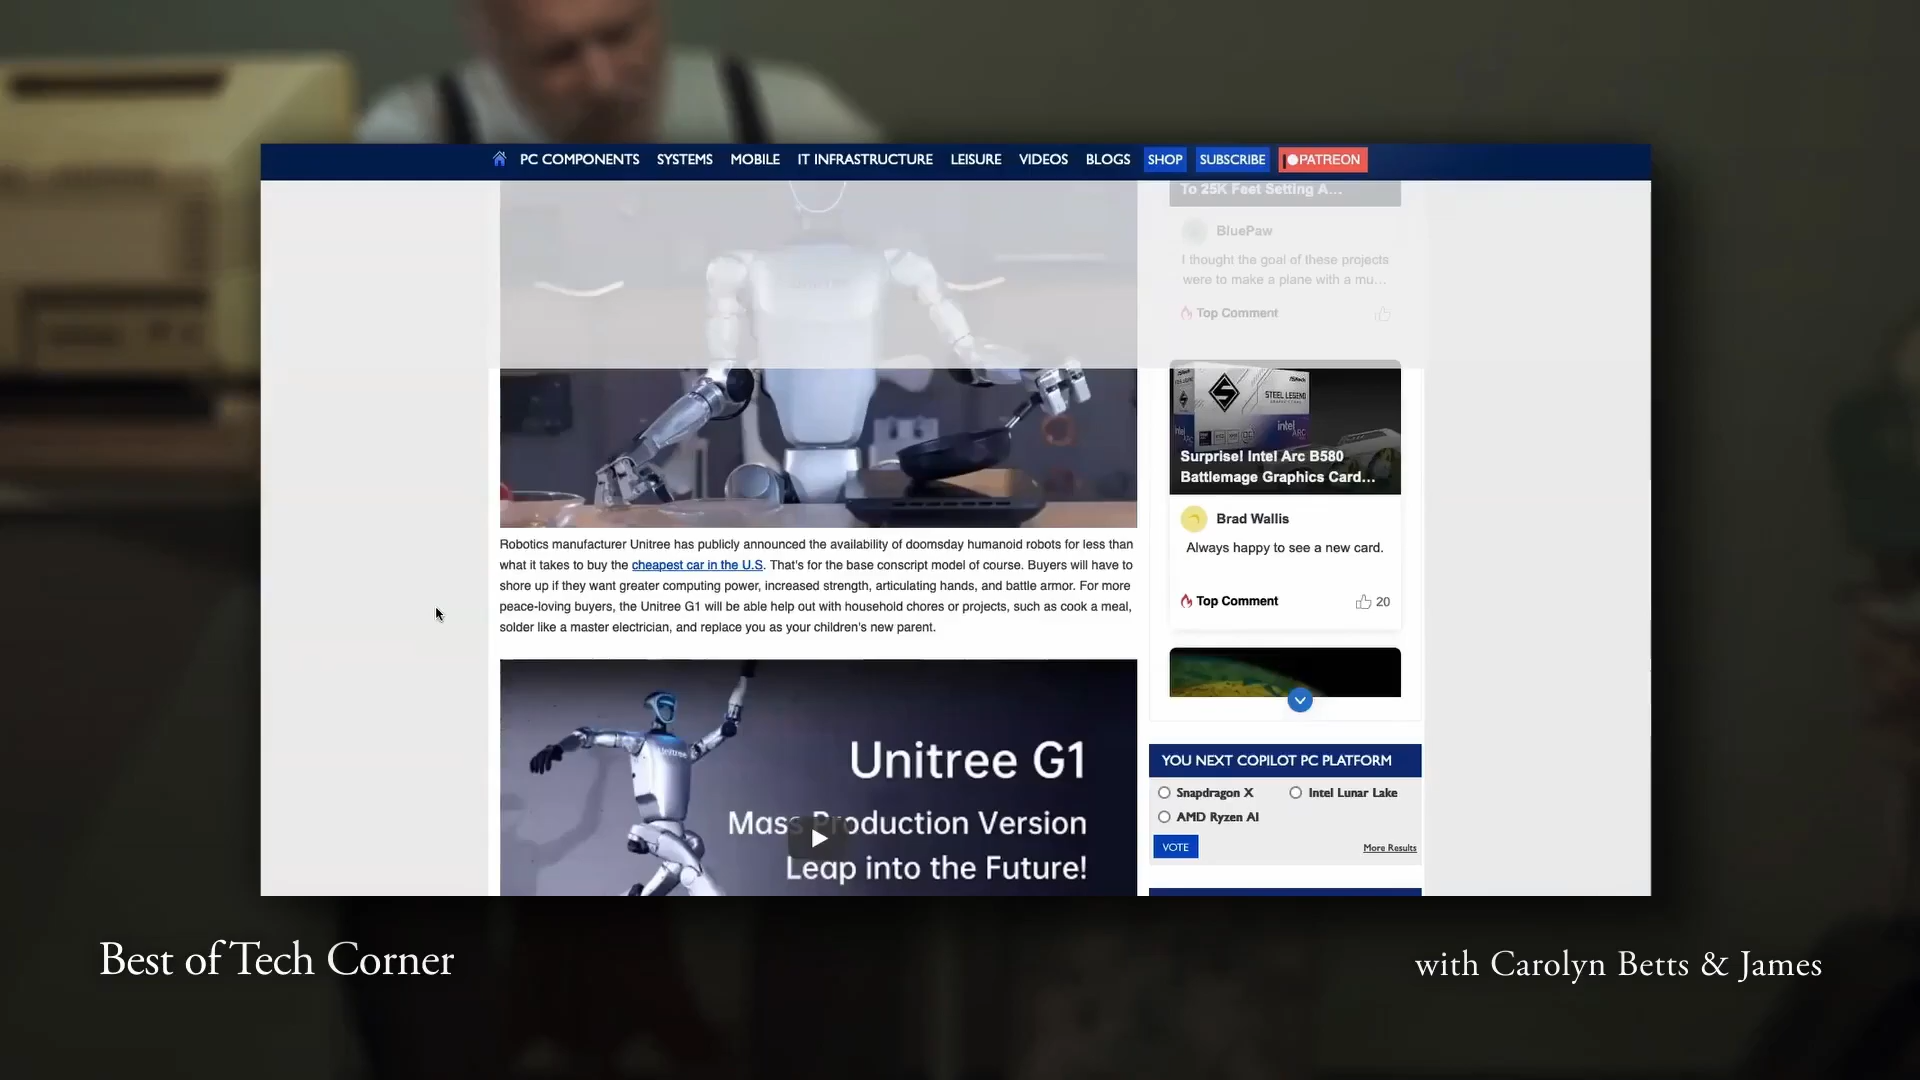 PC COMPONENTS SYSTEMS MOBILE IT INFRASTRUCTURE LEISURE VIDEOS BLOGS SHOP SUBSCRIBE PATREON
To 25K Feet Setting A...
BluePaw
I thought the goal of these projects
were to make a plane with a mu...
Top Comment
STEEL LEGEND
intel
ARC
Surprise! Intel Arc B580
Battlemage Graphics Card...
Brad Wallis
Always happy to see a new card.
Top Comment 20
Robotics manufacturer Unitree has publicly announced the availability of doomsday humanoid robots for less than
what it takes to buy the cheapest car in the U.S. That's for the base conscript model of course. Buyers will have to
shore up if they want greater computing power, increased strength, articulating hands, and battle armor. For more
peace-loving buyers, the Unitree G1 will be able help out with household chores or projects, such as cook a meal,
solder like a master electrician, and replace you as your children's new parent.
Unitree
Unitree G1
Mass Production Version
Leap into the Future!
YOU NEXT COPILOT PC PLATFORM
Snapdragon X Intel Lunar Lake
AMD Ryzen AI
VOTE More Results
Best of Tech Corner
with Carolyn Betts & James